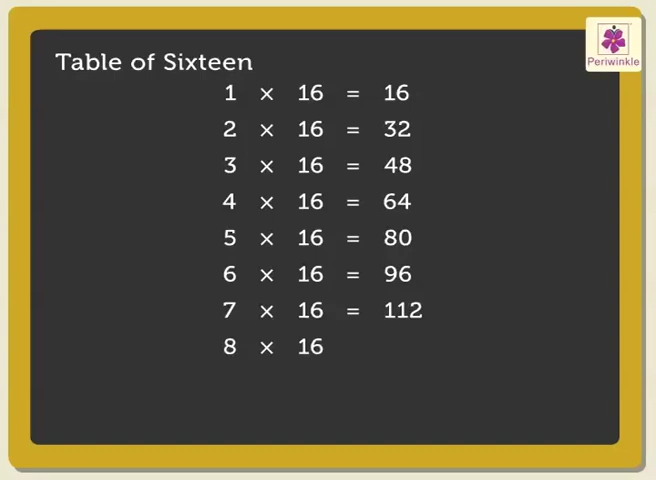 Periwinkle
Table of Sixteen
1 × 16 = 16
2 × 16 = 32
3 × 16 = 48
4 × 16 = 64
5 × 16 = 80
6 × 16 = 96
7 × 16 = 112
8 × 16